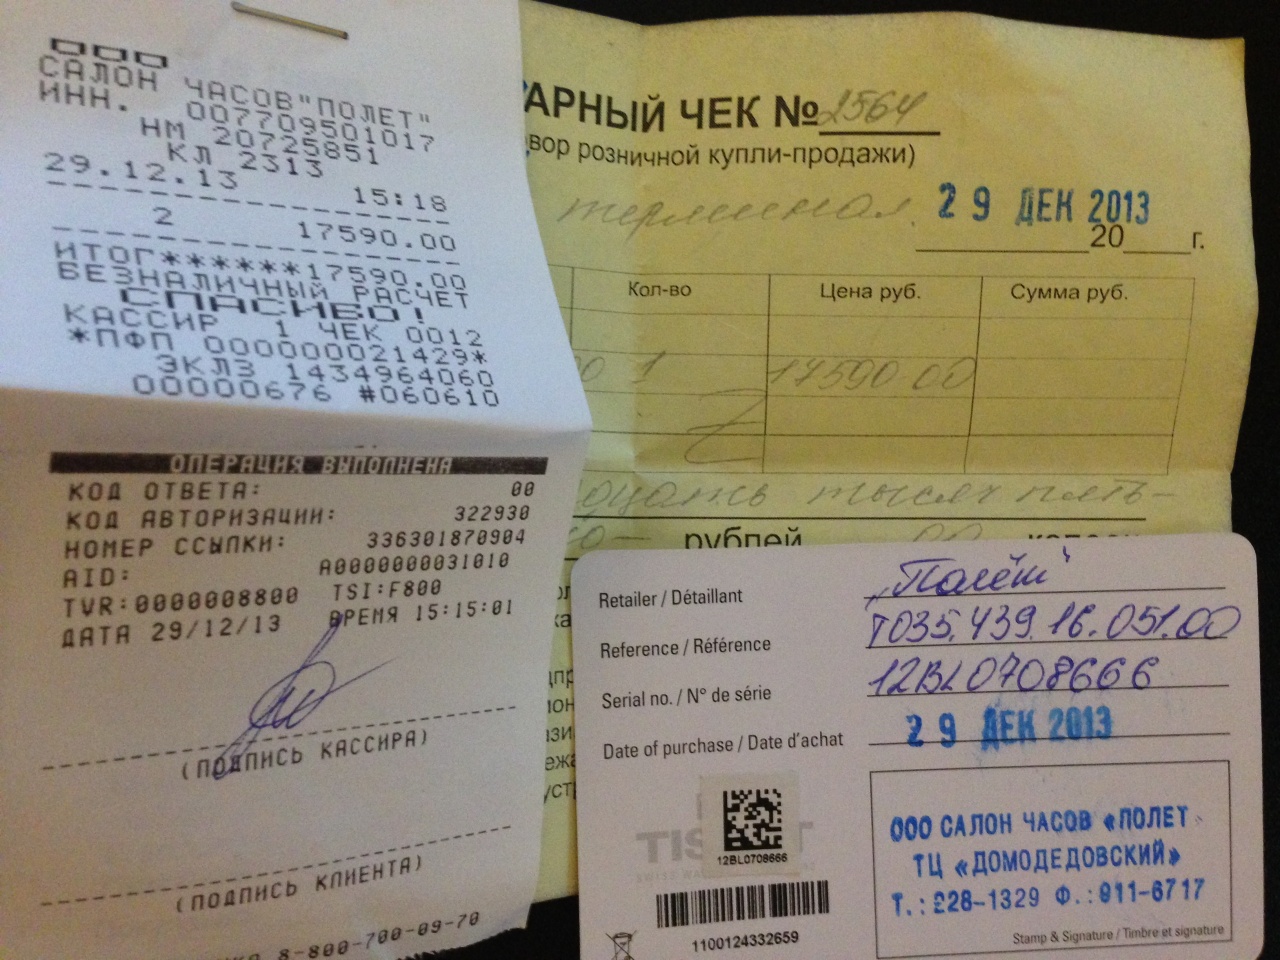 ООО
САЛОН ЧАСОВ"ПОЛЕТ"
ИНН. 007709501017
НМ 20725851
КЛ 2313
29.12.13 15:18
2 17590.00
ИТОГ******17590.00
БЕЗНАЛИЧНЫЙ РАСЧЕТ
СПАСИБО!
КАССИР 1 ЧЕК 0012
*ПФП 000000021429*
ЭКЛЗ 1434964060
00000676 #060610
ОПЕРАЦИЯ ВЫПОЛНЕНА
КОД ОТВЕТА: 00
КОД АВТОРИЗАЦИИ: 322930
НОМЕР ССЫЛКИ: 336301870904
AID: A0000000031010
TVR:0000008800 TSI:F800
ДАТА 29/12/13 ВРЕМЯ 15:15:01
(ПОДПИСЬ КАССИРА)
(ПОДПИСЬ КЛИЕНТА)
8-800-700-09-70
АРНЫЙ ЧЕК № 2564
вор розничной купли-продажи)
терминал. 29 ДЕК 2013
20 г.
Кол-во Цена руб. Сумма руб.
1 17590.00
дцать тысяч пять-
рублей
Retailer / Détaillant „Полёт"
Reference / Référence T035.439.16.051.00
Serial no. / N° de série 12BL0708666
Date of purchase / Date d'achat 29 ДЕК 2013
12BL0708666
1100124332659
ООО САЛОН ЧАСОВ «ПОЛЕТ
ТЦ «ДОМОДЕДОВСКИЙ»
Т.: 228-1329 Ф.: 911-6717
Stamp & Signature / Timbre et signature